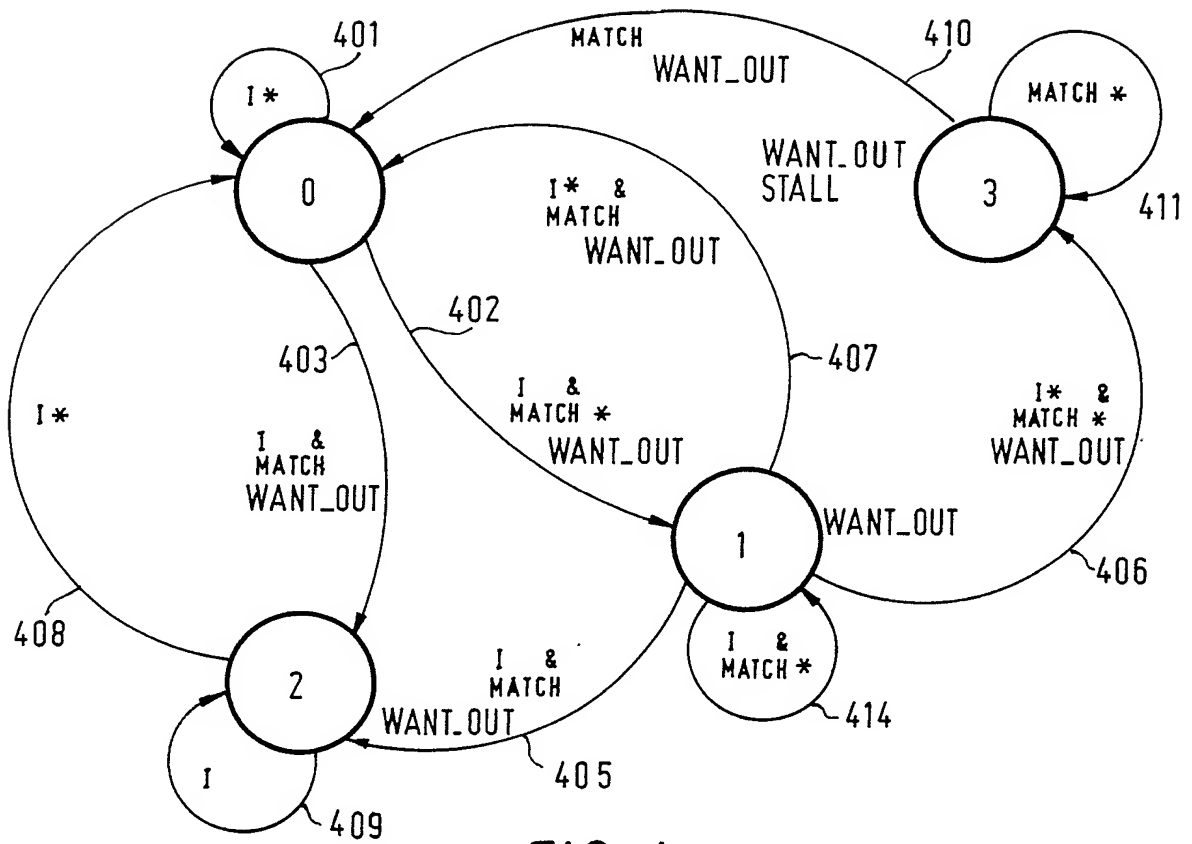 401
I *
MATCH
WANT_OUT
410
MATCH *
0
WANT_OUT
STALL
3
411
I * &
MATCH
WANT_OUT
402
403
407
I *
I &
MATCH *
WANT_OUT
I * &
MATCH *
WANT_OUT
I &
MATCH
WANT_OUT
1
WANT_OUT
406
408
2
I &
MATCH
WANT_OUT
I &
MATCH *
414
I
405
409